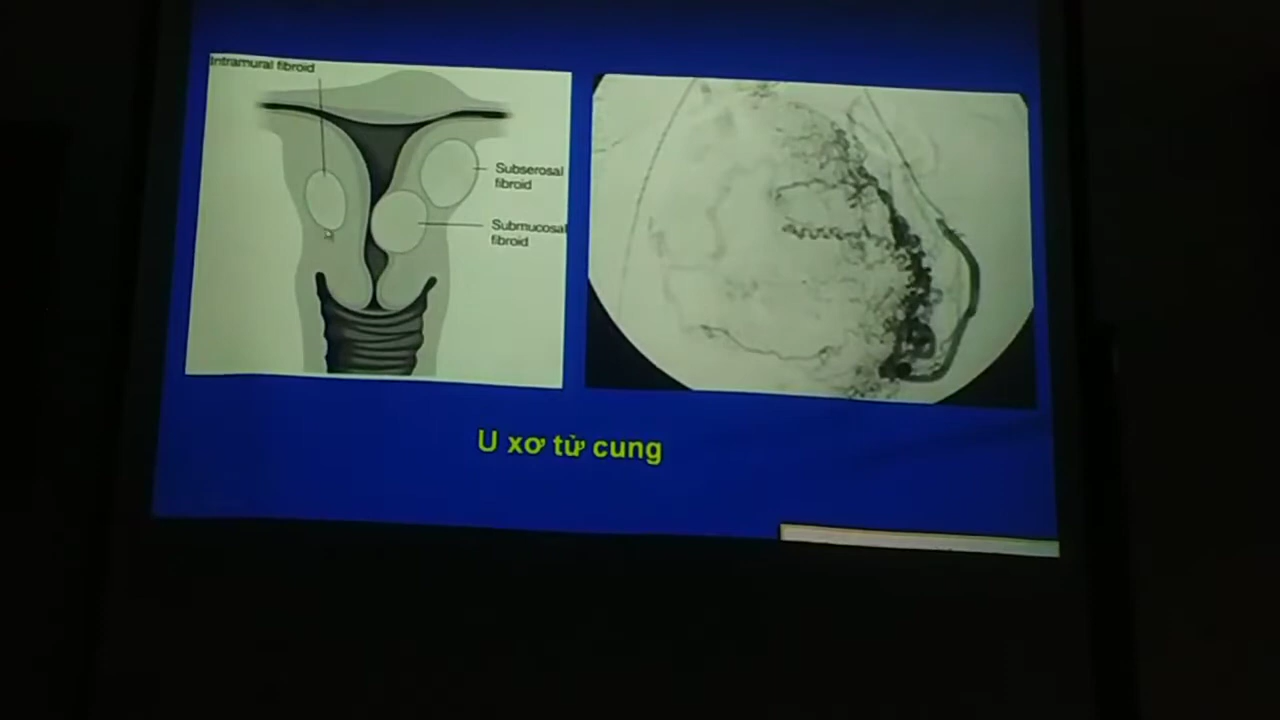 Intramural fibroid
Subserosal
fibroid
Submucosal
fibroid
U xơ tử cung